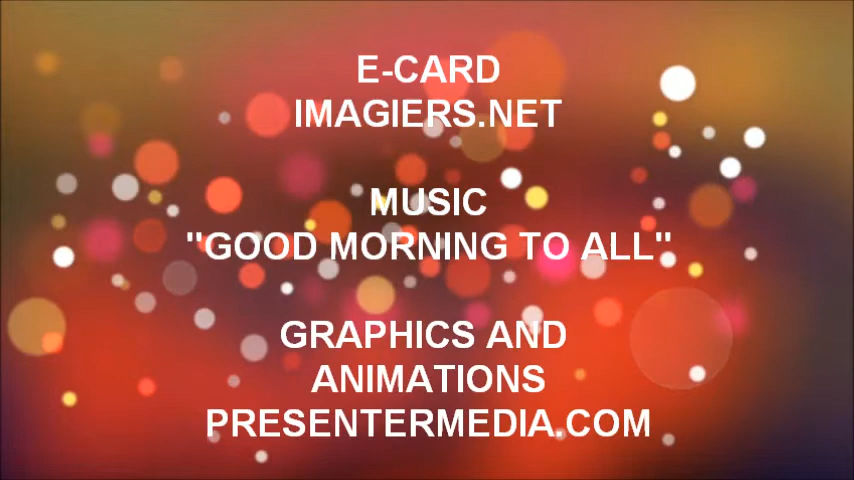 E-CARD
IMAGIERS.NET
MUSIC
"GOOD MORNING TO ALL"
GRAPHICS AND
ANIMATIONS
PRESENTERMEDIA.COM